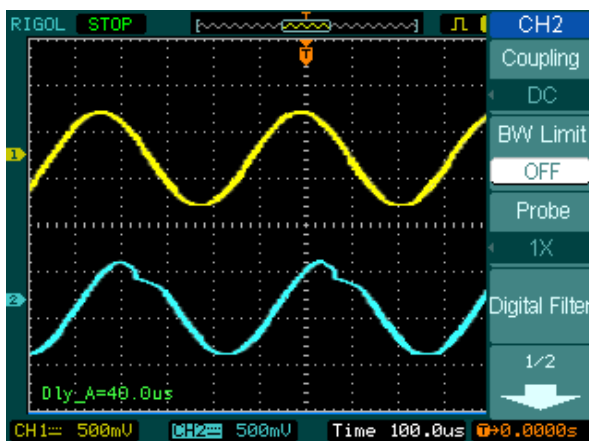 RIGOL STOP
T
CH2
Coupling
DC
BW Limit
OFF
Probe
1X
Digital Filter
1/2
1
2
Dly_A=40.0us
CH1 500mV CH2 500mV Time 100.0us T→0.0000s